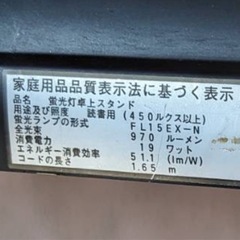 家庭用品品質表示法に基づく表示
品名 蛍光灯卓上スタンド
用途及び照度 読書用(450ルクス以上)
蛍光ランプの形式 FL15EX-N
全光束 970 ルーメン
消費電力 19 ワット
エネルギー消費効率 51.1 (lm/W)
コードの長さ 1.65 m